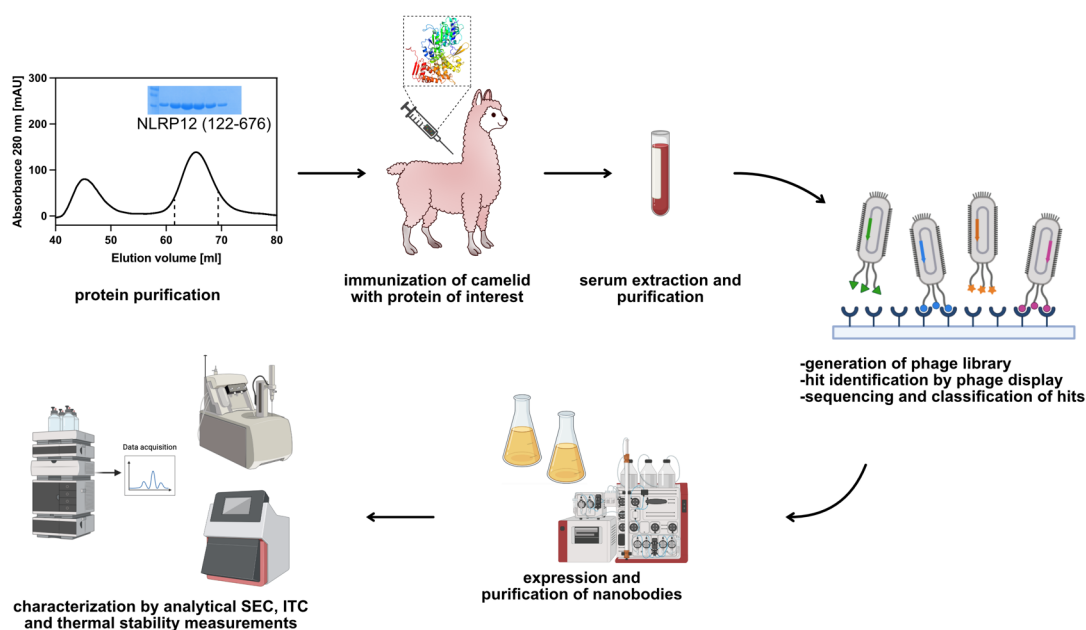 300
200
100
0
Absorbance 280 nm [mAU]
NLRP12 (122-676)
40 50 60 70 80
Elution volume [ml]
protein purification
immunization of camelid
with protein of interest
serum extraction and
purification
-generation of phage library
-hit identification by phage display
-sequencing and classification of hits
expression and
purification of nanobodies
Data acquisition
characterization by analytical SEC, ITC
and thermal stability measurements